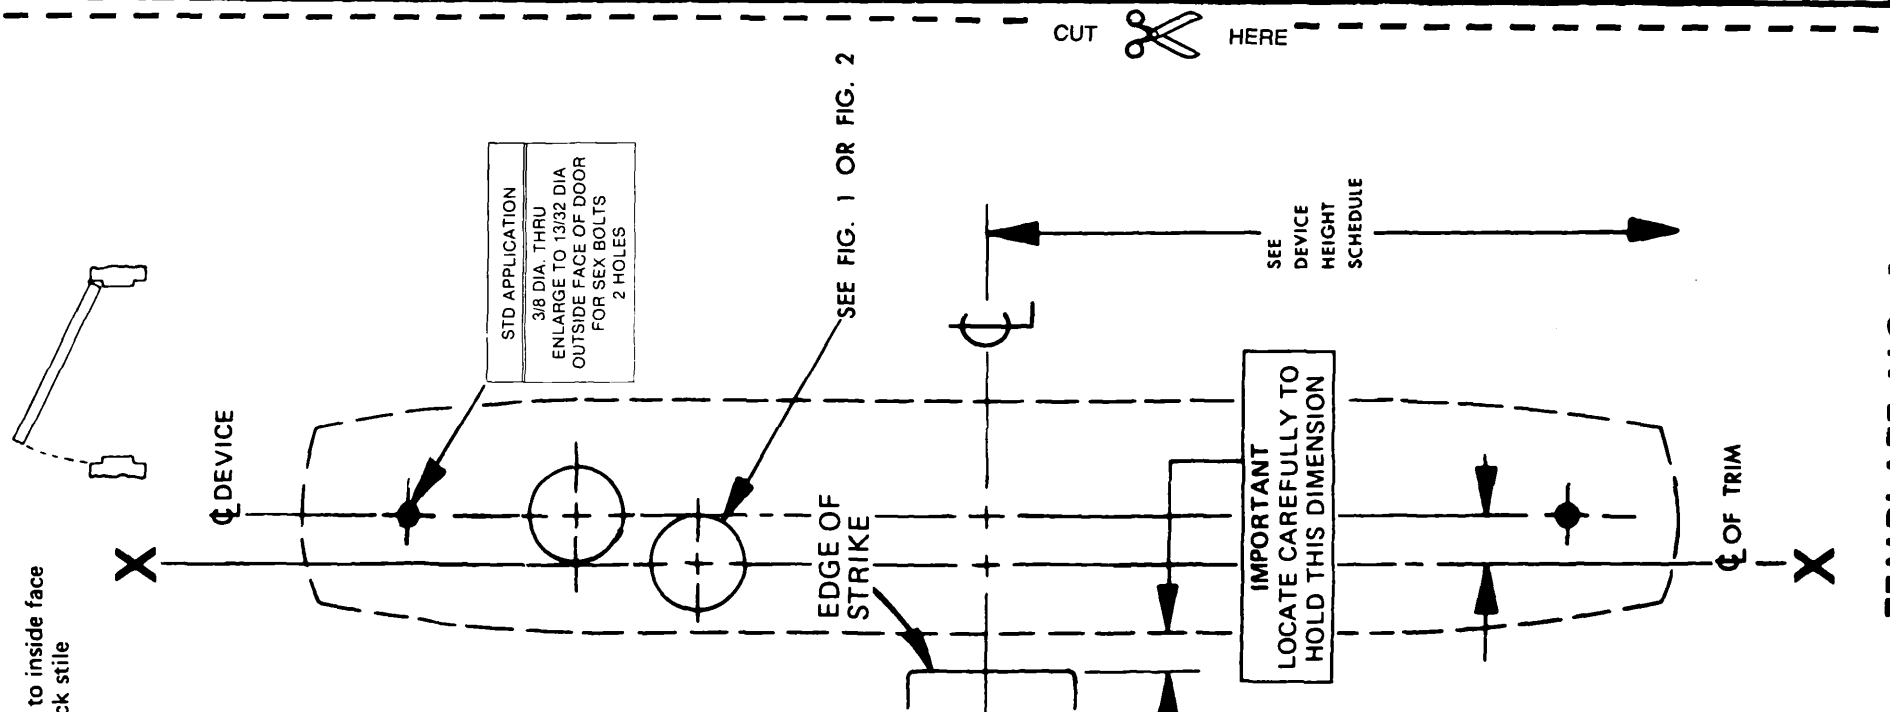 CUT HERE
SEE FIG. 1 OR FIG. 2
STD APPLICATION
3/8 DIA. THRU
ENLARGE TO 13/32 DIA
OUTSIDE FACE OF DOOR
FOR SEX BOLTS
2 HOLES
SEE
DEVICE
HEIGHT
SCHEDULE
℄ DEVICE
X
EDGE OF
STRIKE
IMPORTANT
LOCATE CAREFULLY TO
HOLD THIS DIMENSION
℄ OF TRIM
X
℄
to inside face
ck stile